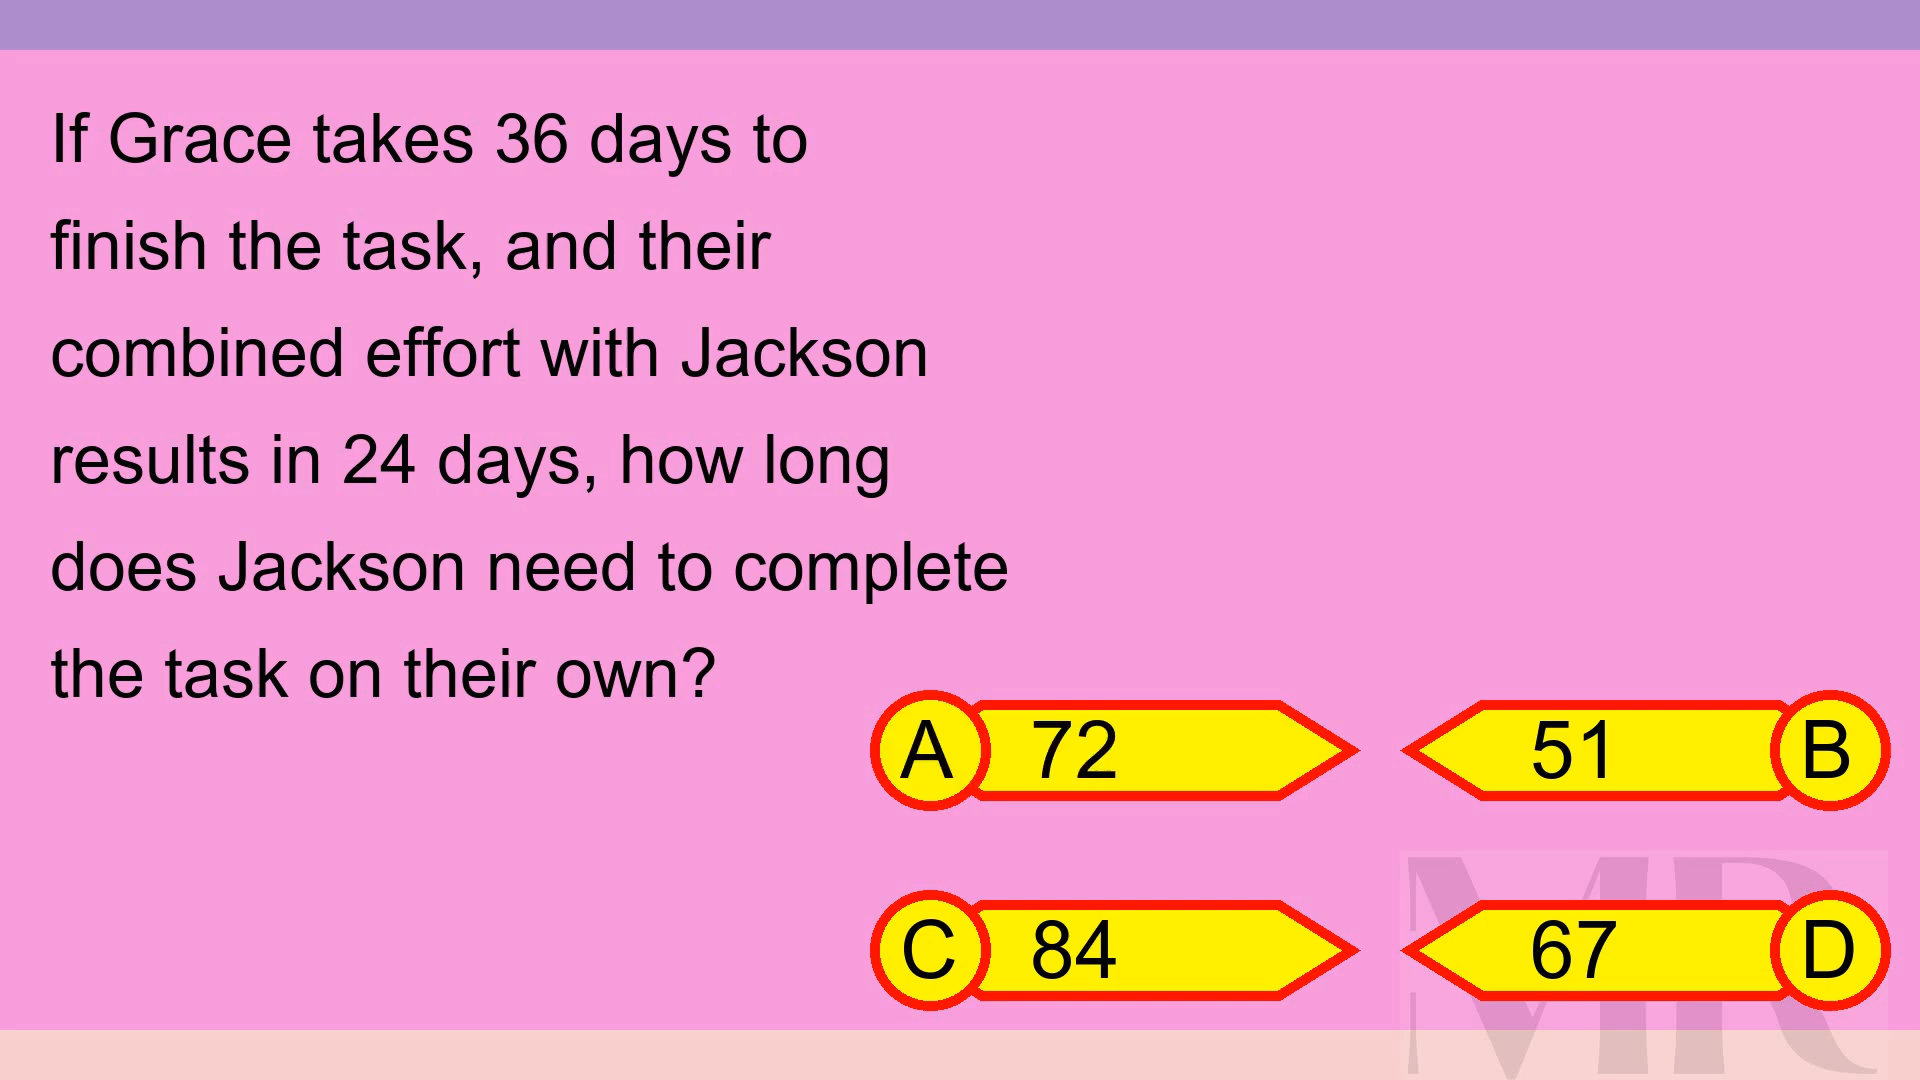 If Grace takes 36 days to
finish the task, and their
combined effort with Jackson
results in 24 days, how long
does Jackson need to complete
the task on their own?
A 72
51 B
C 84
67 D
MR